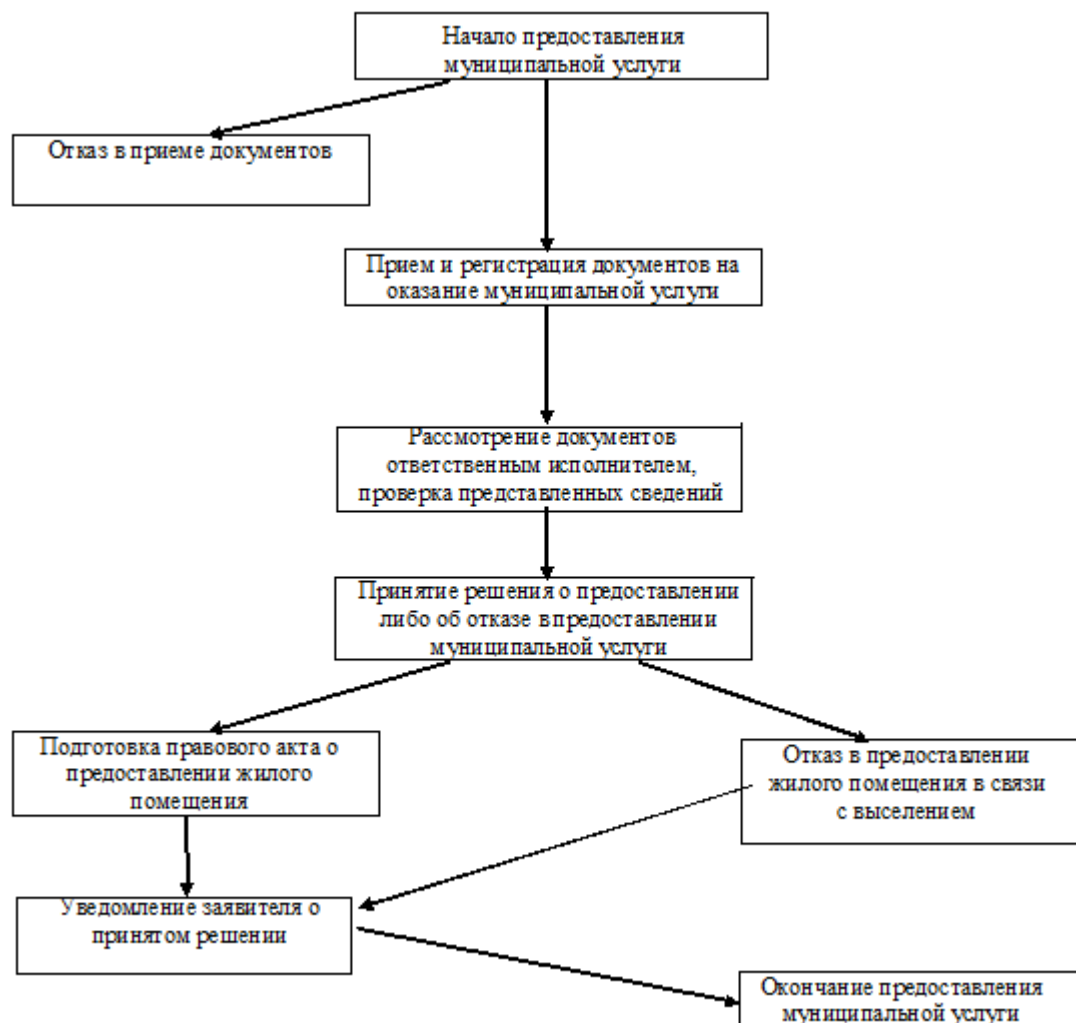 Начало предоставления
муниципальной услуги
Отказ в приеме документов
Прием и регистрация документов на
оказание муниципальной услуги
Рассмотрение документов
ответственным исполнителем,
проверка представленных сведений
Принятие решения о предоставлении
либо об отказе в предоставлении
муниципальной услуги
Подготовка правового акта о
предоставлении жилого
помещения
Отказ в предоставлении
жилого помещения в связи
с выселением
Уведомление заявителя о
принятом решении
Окончание предоставления
муниципальной услуги